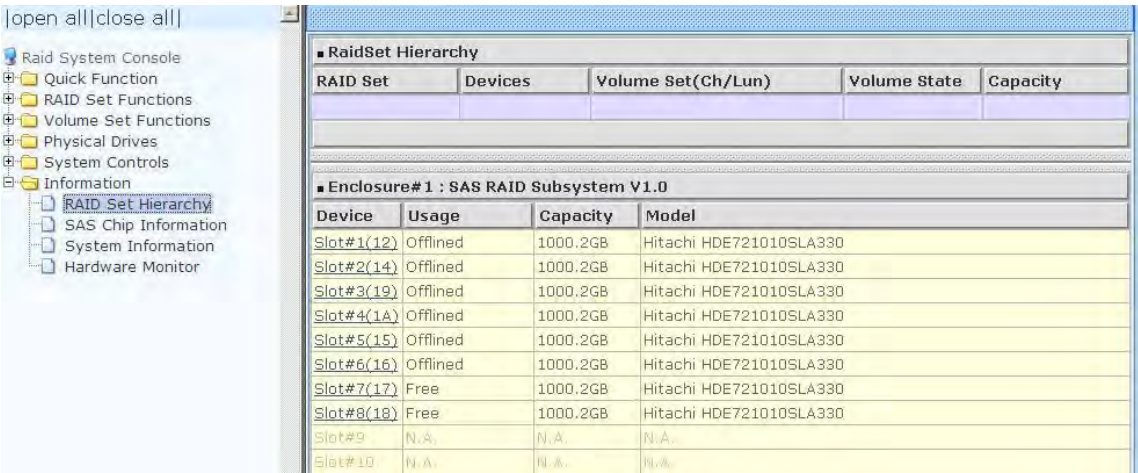 |open all|close all|
Raid System Console
Quick Function
RAID Set Functions
Volume Set Functions
Physical Drives
System Controls
Information
RAID Set Hierarchy
SAS Chip Information
System Information
Hardware Monitor
RaidSet Hierarchy
RAID Set Devices Volume Set(Ch/Lun) Volume State Capacity
Enclosure#1 : SAS RAID Subsystem V1.0
Device Usage Capacity Model
Slot#1(12) Offlined 1000.2GB Hitachi HDE721010SLA330
Slot#2(14) Offlined 1000.2GB Hitachi HDE721010SLA330
Slot#3(19) Offlined 1000.2GB Hitachi HDE721010SLA330
Slot#4(1A) Offlined 1000.2GB Hitachi HDE721010SLA330
Slot#5(15) Offlined 1000.2GB Hitachi HDE721010SLA330
Slot#6(16) Offlined 1000.2GB Hitachi HDE721010SLA330
Slot#7(17) Free 1000.2GB Hitachi HDE721010SLA330
Slot#8(18) Free 1000.2GB Hitachi HDE721010SLA330
Slot#9 N.A. N.A. N.A.
Slot#10 N.A. N.A. N.A.